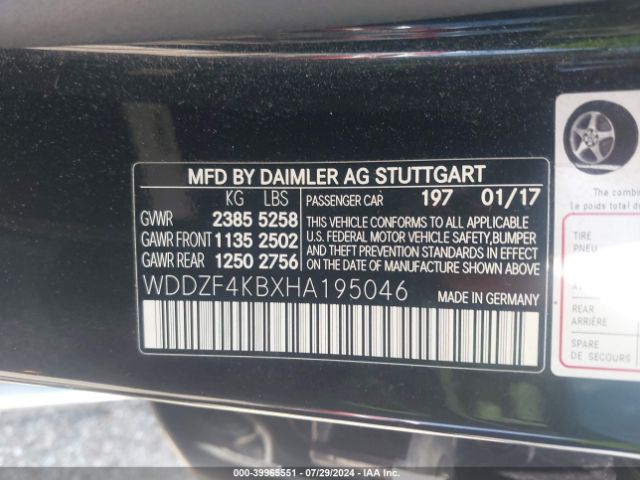 MFD BY DAIMLER AG STUTTGART
KG LBS
GVWR 2385 5258
GAWR FRONT 1135 2502
GAWR REAR 1250 2756
PASSENGER CAR 197 01/17
THIS VEHICLE CONFORMS TO ALL APPLICABLE
U.S. FEDERAL MOTOR VEHICLE SAFETY,BUMPER
AND THEFT PREVENTION STANDARDS IN EFFECT
ON THE DATE OF MANUFACTURE SHOWN ABOVE.
WDDZF4KBXHA195046
MADE IN GERMANY
The combin
Le poids total d
TIRE
PNEU
REAR
ARRIÈRE
SPARE
DE SECOURS
000-39965551 / 07/29/2024 - IAA Inc.